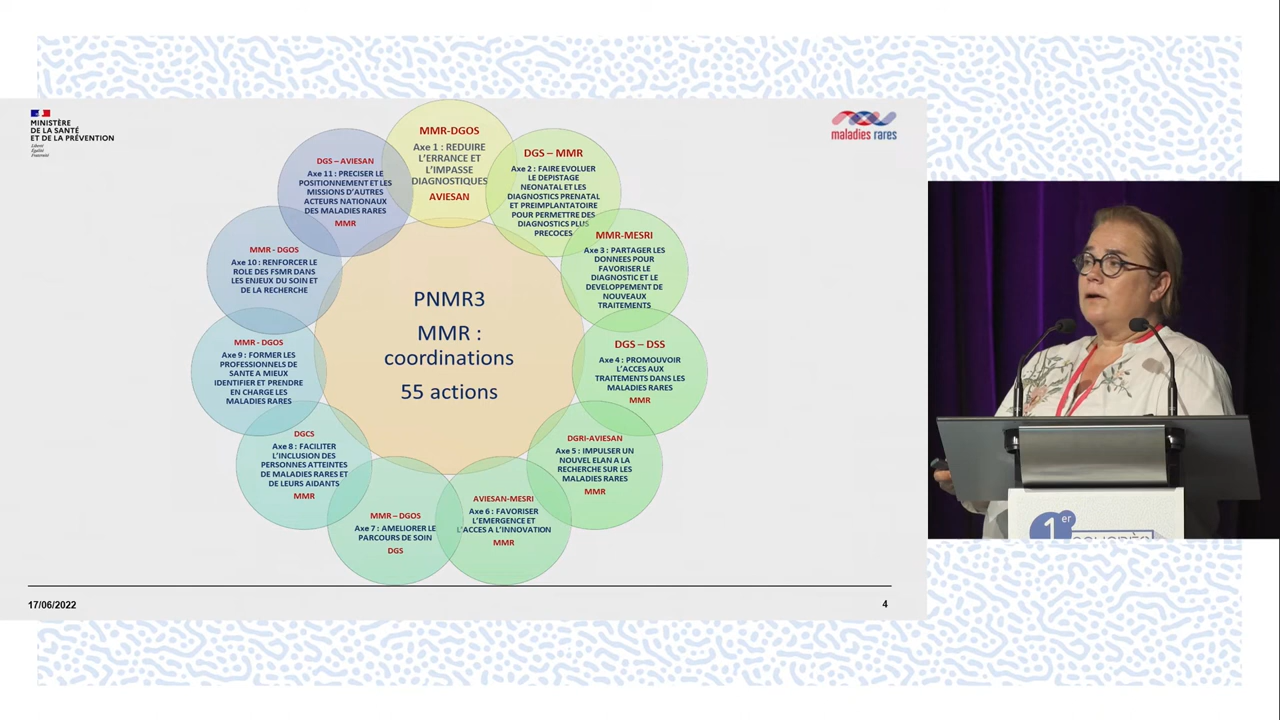 MINISTÈRE
DE LA SANTÉ
ET DE LA PRÉVENTION
Liberté
Égalité
Fraternité
maladies rares
MMR-DGOS
Axe 1 : REDUIRE
L'ERRANCE ET
L'IMPASSE
DIAGNOSTIQUES
AVIESAN
DGS – MMR
Axe 2 : FAIRE EVOLUER
LE DEPISTAGE
NEONATAL ET LES
DIAGNOSTICS PRENATAL
ET PREIMPLANTATOIRE
POUR PERMETTRE DES
DIAGNOSTICS PLUS
PRECOCES
MMR-MESRI
Axe 3 : PARTAGER LES
DONNEES POUR
FAVORISER LE
DIAGNOSTIC ET LE
DEVELOPPEMENT DE
NOUVEAUX
TRAITEMENTS
DGS – DSS
Axe 4 : PROMOUVOIR
L'ACCES AUX
TRAITEMENTS DANS LES
MALADIES RARES
MMR
DGRI-AVIESAN
Axe 5 : IMPULSER UN
NOUVEL ELAN A LA
RECHERCHE SUR LES
MALADIES RARES
MMR
AVIESAN-MESRI
Axe 6 : FAVORISER
L'EMERGENCE ET
L'ACCES A L'INNOVATION
MMR
MMR – DGOS
Axe 7 : AMELIORER LE
PARCOURS DE SOIN
DGS
DGCS
Axe 8 : FACILITER
L'INCLUSION DES
PERSONNES ATTEINTES
DE MALADIES RARES ET
DE LEURS AIDANTS
MMR
MMR - DGOS
Axe 9 : FORMER LES
PROFESSIONNELS DE
SANTE A MIEUX
IDENTIFIER ET PRENDRE
EN CHARGE LES
MALADIES RARES
MMR - DGOS
Axe 10 : RENFORCER LE
ROLE DES FSMR DANS
LES ENJEUX DU SOIN ET
DE LA RECHERCHE
DGS – AVIESAN
Axe 11 : PRECISER LE
POSITIONNEMENT ET LES
MISSIONS D'AUTRES
ACTEURS NATIONAUX
DES MALADIES RARES
MMR
PNMR3
MMR :
coordinations
55 actions
17/06/2022
4
1er
CONGRÈS